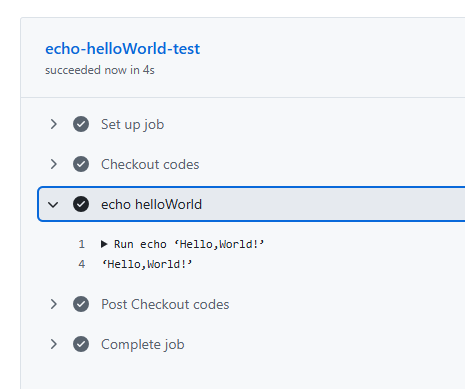 echo-helloWorld-test
succeeded now in 4s
Set up job
Checkout codes
echo helloWorld
1 ▶ Run echo ‘Hello,World!’
4 ‘Hello,World!’
Post Checkout codes
Complete job